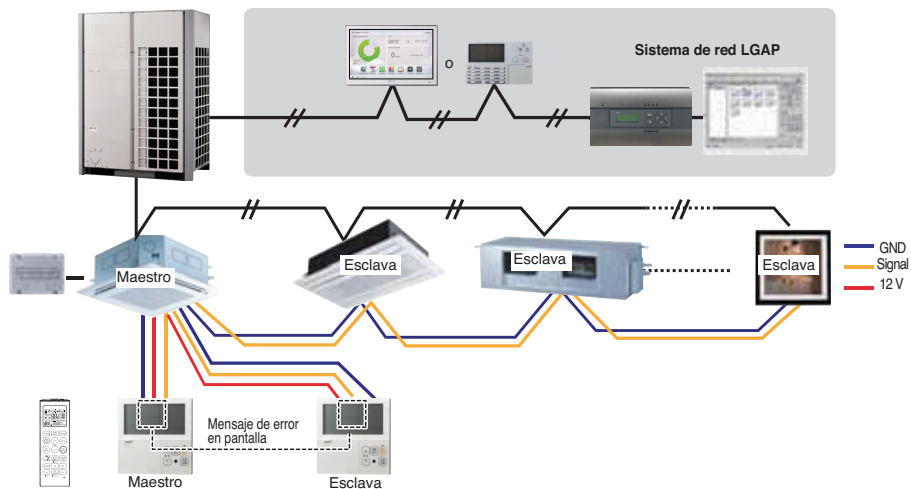 Sistema de red LGAP
o
Maestro
Esclava
Esclava
Esclava
GND
Signal
12 V
Mensaje de error
en pantalla
Maestro
Esclava